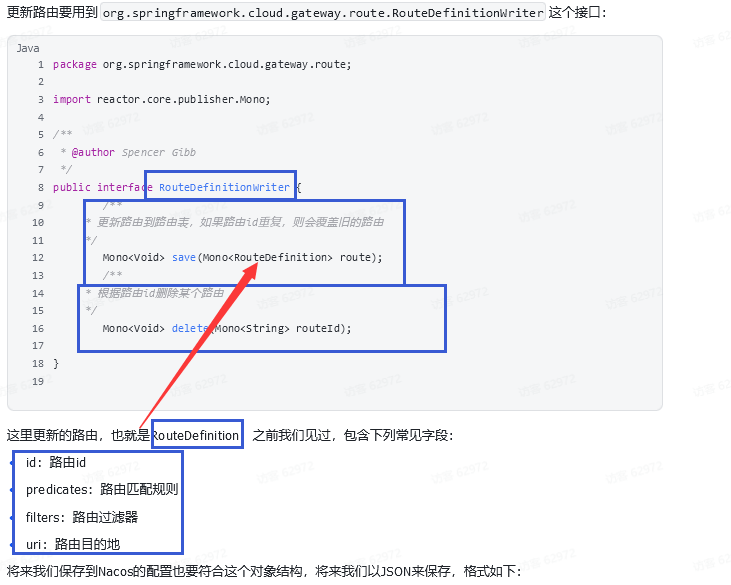 更新路由要用到 org.springframework.cloud.gateway.route.RouteDefinitionWriter 这个接口：
Java
1 package org.springframework.cloud.gateway.route;
2
3 import reactor.core.publisher.Mono;
4
5 /**
6 * @author Spencer Gibb
7 */
8 public interface RouteDefinitionWriter {
9 /**
10 * 更新路由到路由表，如果路由id重复，则会覆盖旧的路由
11 */
12 Mono<Void> save(Mono<RouteDefinition> route);
13 /**
14 * 根据路由id删除某个路由
15 */
16 Mono<Void> delete(Mono<String> routeId);
17
18 }
19
这里更新的路由，也就是RouteDefinition 之前我们见过，包含下列常见字段：
id：路由id
predicates：路由匹配规则
filters：路由过滤器
uri：路由目的地
将来我们保存到Nacos的配置也要符合这个对象结构，将来我们以JSON来保存，格式如下：